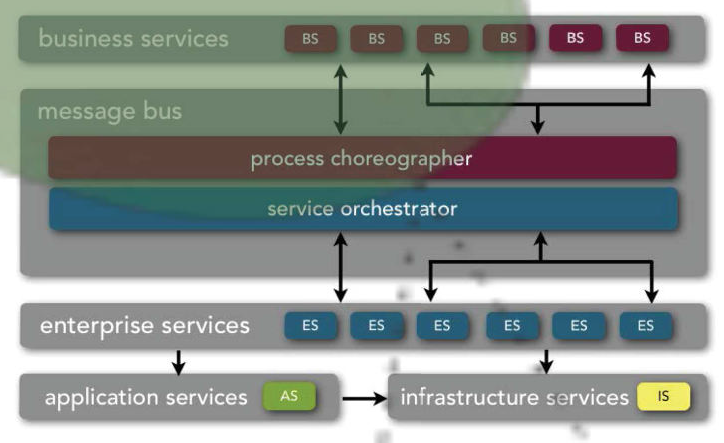 business services BS BS BS BS BS BS
message bus
process choreographer
service orchestrator
enterprise services ES ES ES ES ES ES
application services AS infrastructure services IS